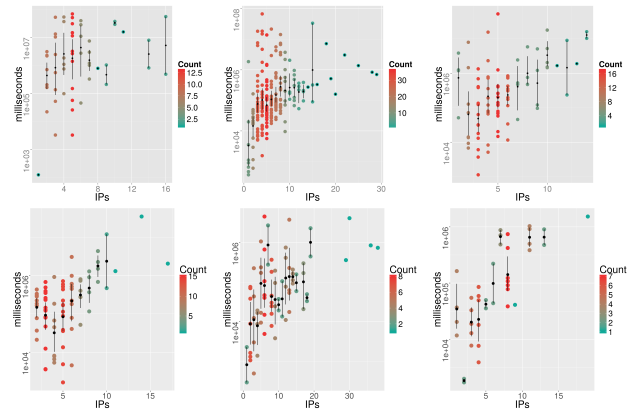 milliseconds
1e+07
1e+05
1e+03
4 8 12 16
IPs
Count
12.5
10.0
7.5
5.0
2.5
milliseconds
1e+08
1e+06
1e+04
0 10 20 30
IPs
Count
30
20
10
milliseconds
1e+06
1e+04
5 10
IPs
Count
16
12
8
4
milliseconds
1e+06
1e+04
5 10 15
IPs
Count
15
10
5
milliseconds
1e+06
1e+04
0 10 20 30
IPs
Count
8
6
4
2
milliseconds
1e+06
1e+05
1e+04
5 10 15
IPs
Count
7
6
5
4
3
2
1